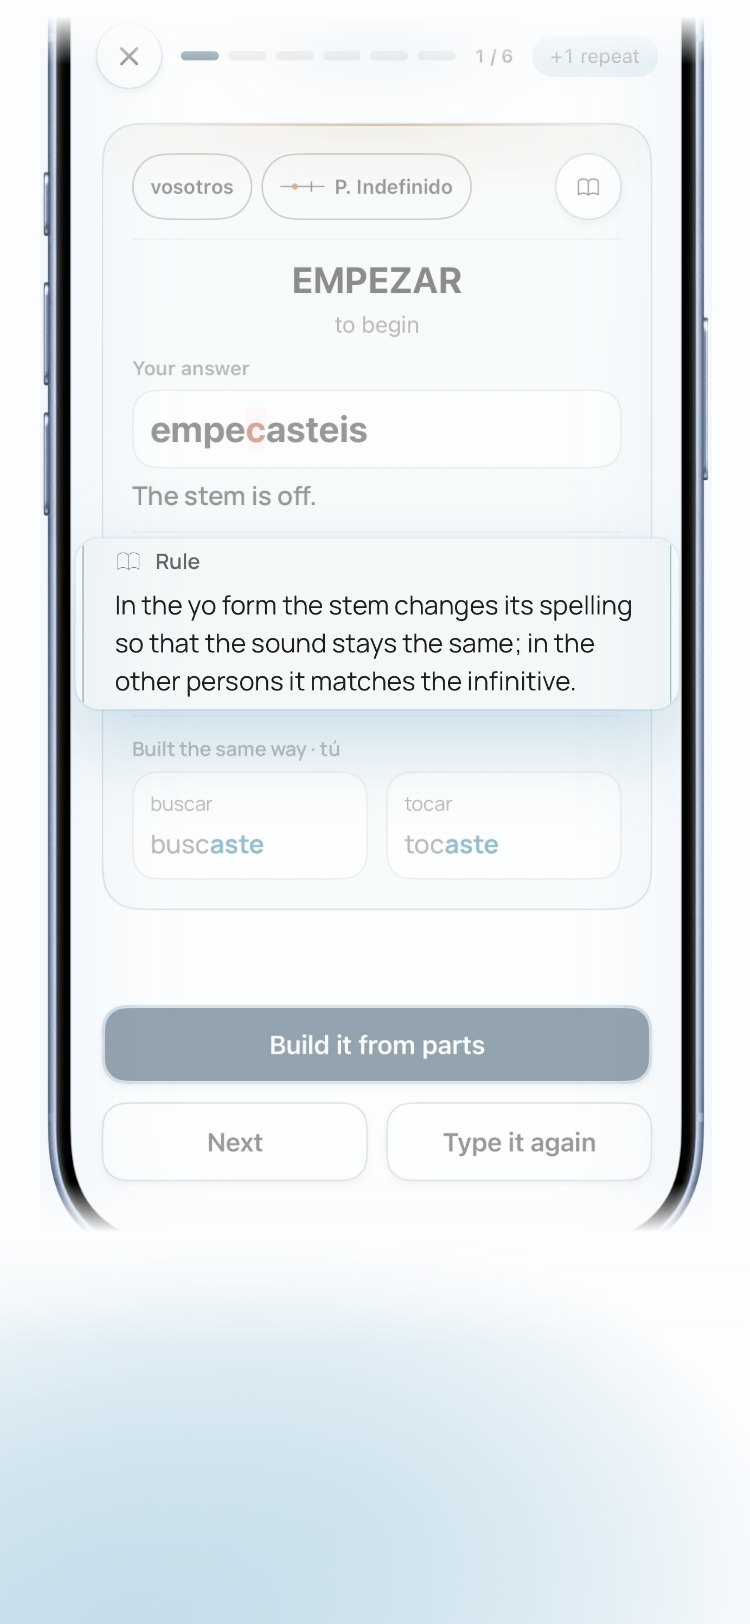 1 / 6
+1 repeat
vosotros
P. Indefinido
EMPEZAR
to begin
Your answer
empecasteis
The stem is off.
Rule
In the yo form the stem changes its spelling
so that the sound stays the same; in the
other persons it matches the infinitive.
Built the same way · tú
buscar
tocar
buscaste
tocaste
Build it from parts
Next
Type it again